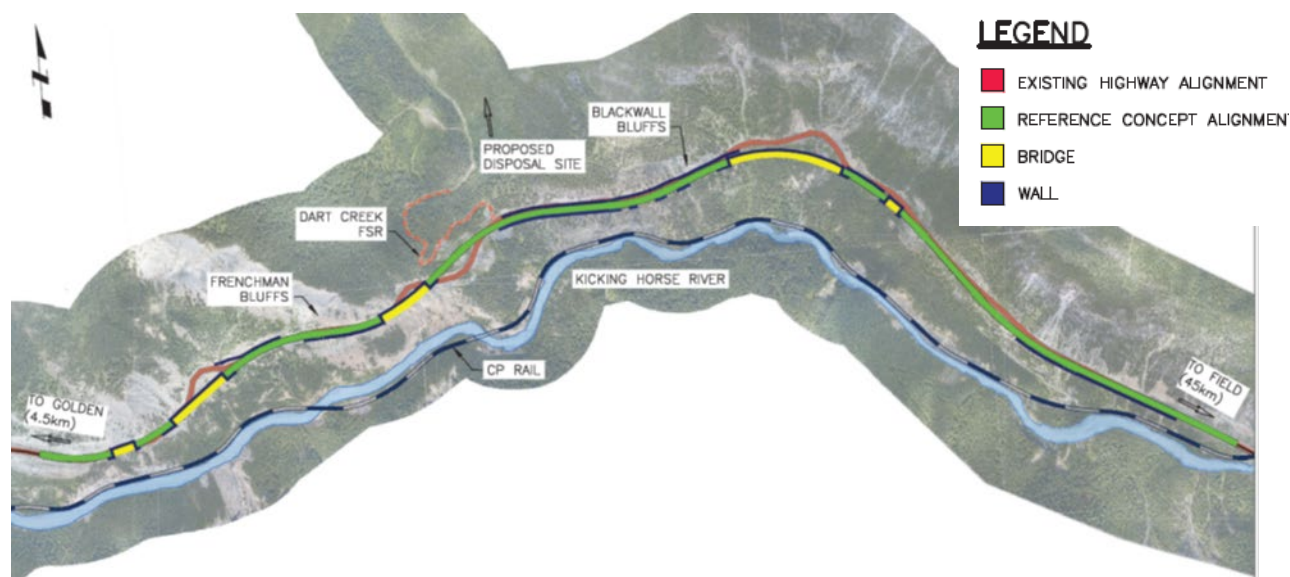 LEGEND
EXISTING HIGHWAY ALIGNMENT
REFERENCE CONCEPT ALIGNMENT
BRIDGE
WALL
BLACKWALL
BLUFFS
PROPOSED
DISPOSAL SITE
DART CREEK
FSR
FRENCHMAN
BLUFFS
KICKING HORSE RIVER
CP RAIL
TO GOLDEN
(4.5km)
TO FIELD
(45km)